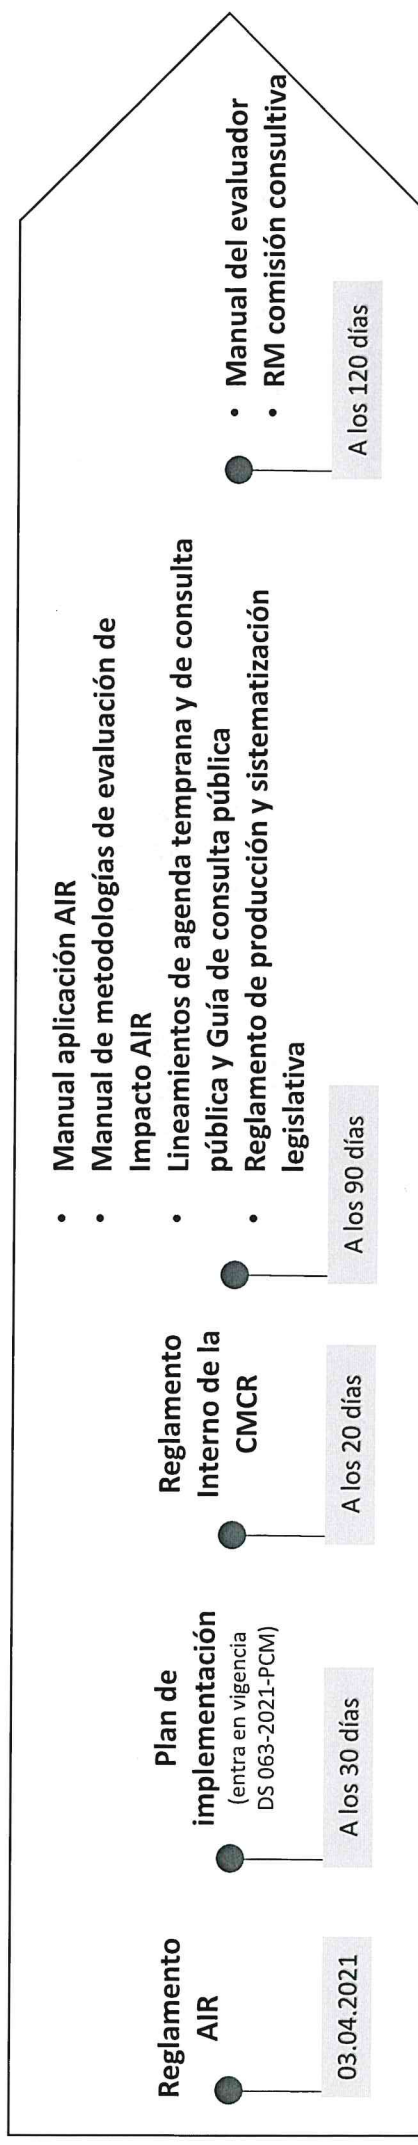 Reglamento
AIR
03.04.2021
Plan de
implementación
(entra en vigencia
DS 063-2021-PCM)
A los 30 días
Reglamento
Interno de la
CMCR
A los 20 días
• Manual aplicación AIR
• Manual de metodologías de evaluación de
Impacto AIR
• Lineamientos de agenda temprana y de consulta
pública y Guía de consulta pública
• Reglamento de producción y sistematización
legislativa
A los 90 días
• Manual del evaluador
• RM comisión consultiva
A los 120 días